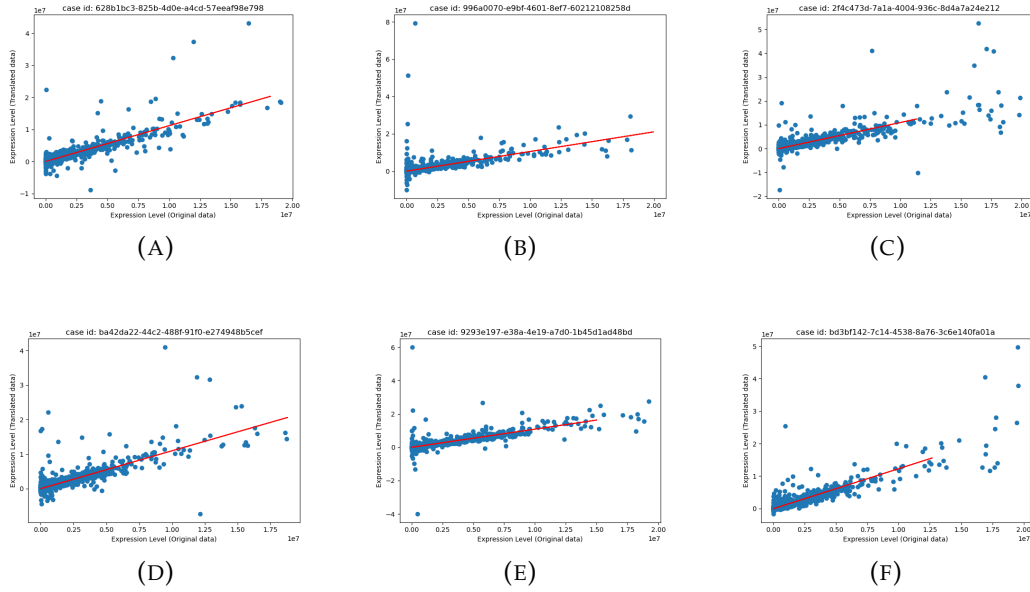 case id: 628b1bc3-825b-4d0e-a4cd-57eeaf98e798
1e7
Expression Level (Translated data)
4
3
2
1
0
−1
0.00 0.25 0.50 0.75 1.00 1.25 1.50 1.75 2.00
Expression Level (Original data)
1e7
(A)
case id: 996a0070-e9bf-4601-8ef7-60212108258d
1e7
Expression Level (Translated data)
8
6
4
2
0
0.00 0.25 0.50 0.75 1.00 1.25 1.50 1.75 2.00
Expression Level (Original data)
1e7
(B)
case id: 2f4c473d-7a1a-4004-936c-8d4a7a24e212
1e7
Expression Level (Translated data)
5
4
3
2
1
0
−1
−2
0.00 0.25 0.50 0.75 1.00 1.25 1.50 1.75 2.00
Expression Level (Original data)
1e7
(C)
case id: ba42da22-44c2-488f-91f0-e274948b5cef
1e7
Expression Level (Translated data)
4
3
2
1
0
0.00 0.25 0.50 0.75 1.00 1.25 1.50 1.75
Expression Level (Original data)
1e7
(D)
case id: 9293e197-e38a-4e19-a7d0-1b45d1ad48bd
1e7
Expression Level (Translated data)
6
4
2
0
−2
−4
0.00 0.25 0.50 0.75 1.00 1.25 1.50 1.75
Expression Level (Original data)
1e7
(E)
case id: bd3bf142-7c14-4538-8a76-3c6e140fa01a
1e7
Expression Level (Translated data)
5
4
3
2
1
0
0.00 0.25 0.50 0.75 1.00 1.25 1.50 1.75 2.00
Expression Level (Original data)
1e7
(F)